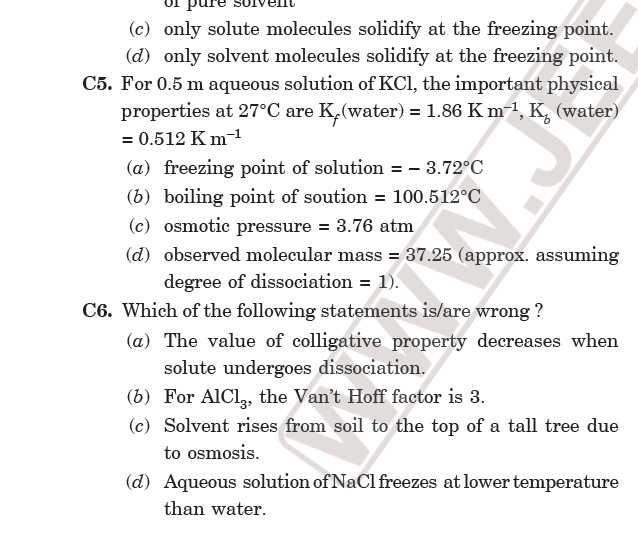 of pure solvent
(c) only solute molecules solidify at the freezing point.
(d) only solvent molecules solidify at the freezing point.
C5. For 0.5 m aqueous solution of KCl, the important physical
properties at 27°C are K_f (water) = 1.86 K m⁻¹, K_b (water)
= 0.512 K m⁻¹
(a) freezing point of solution = – 3.72°C
(b) boiling point of soution = 100.512°C
(c) osmotic pressure = 3.76 atm
(d) observed molecular mass = 37.25 (approx. assuming
degree of dissociation = 1).
C6. Which of the following statements is/are wrong ?
(a) The value of colligative property decreases when
solute undergoes dissociation.
(b) For AlCl₃, the Van’t Hoff factor is 3.
(c) Solvent rises from soil to the top of a tall tree due
to osmosis.
(d) Aqueous solution of NaCl freezes at lower temperature
than water.
WWW.JEE